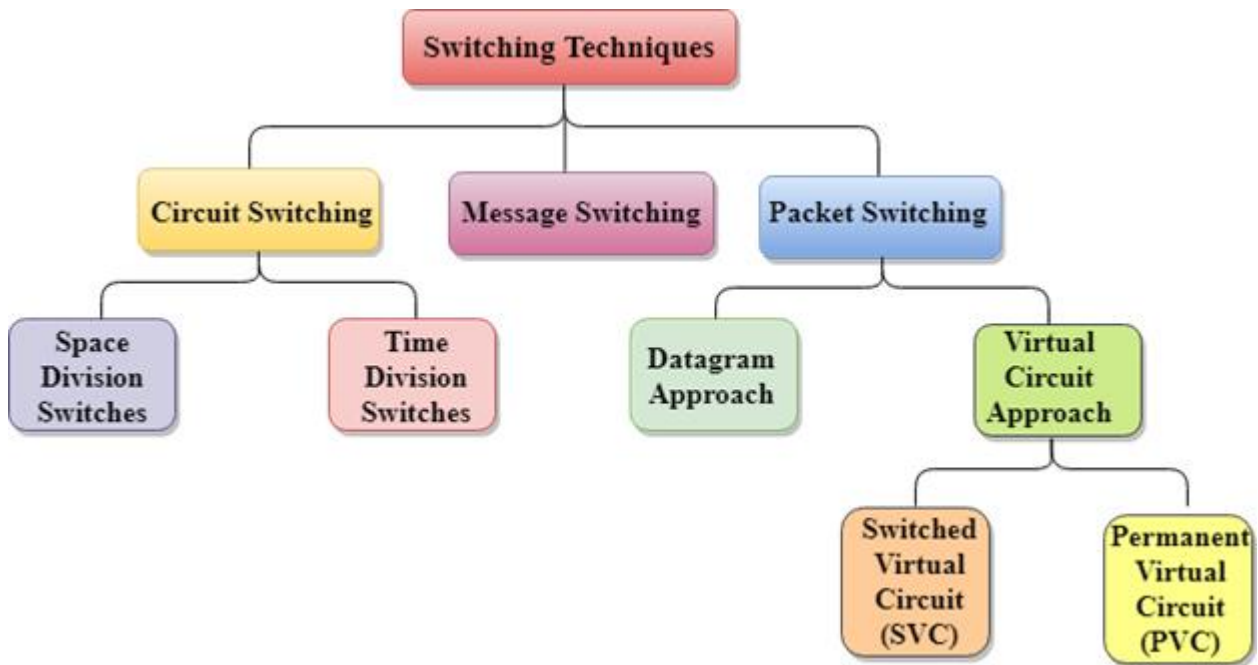 Switching Techniques
Circuit Switching
Message Switching
Packet Switching
Space
Division
Switches
Time
Division
Switches
Datagram
Approach
Virtual
Circuit
Approach
Switched
Virtual
Circuit
(SVC)
Permanent
Virtual
Circuit
(PVC)